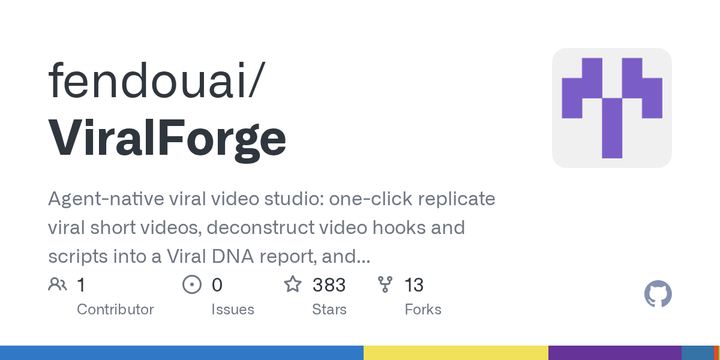 fendouai/
ViralForge
Agent-native viral video studio: one-click replicate
viral short videos, deconstruct video hooks and
scripts into a Viral DNA report, and...
1 0 383 13
Contributor Issues Stars Forks